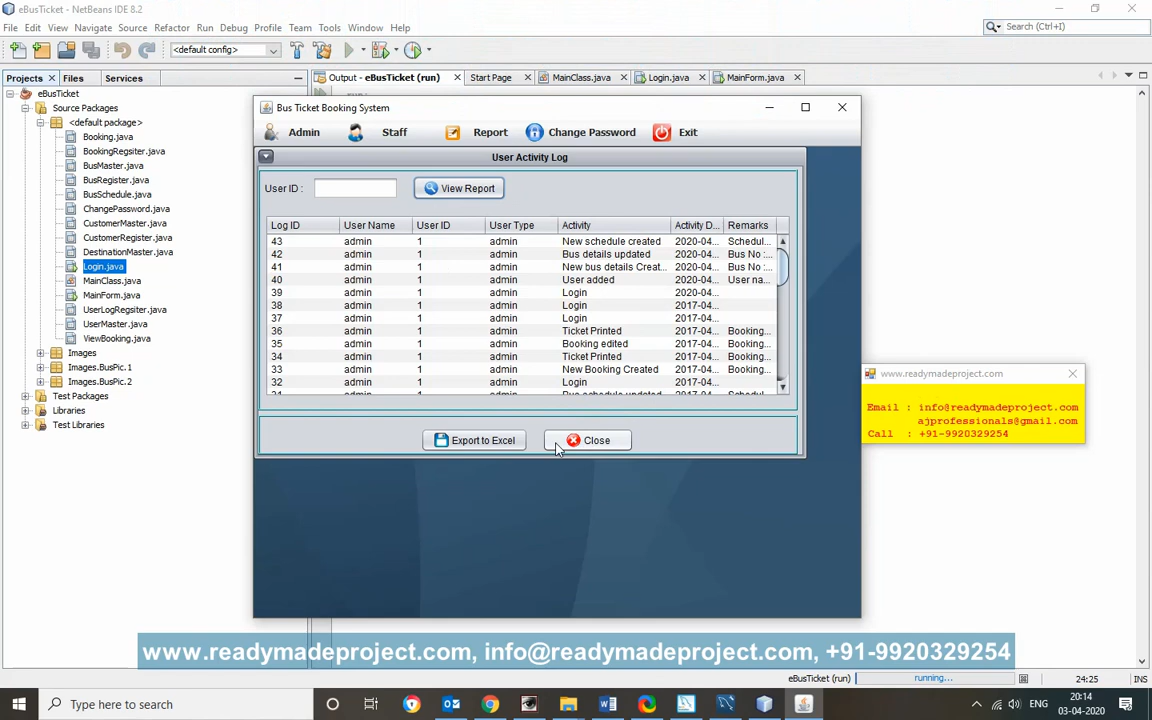 eBusTicket - NetBeans IDE 8.2
File Edit View Navigate Source Refactor Run Debug Profile Team Tools Window Help
Search (Ctrl+I)
<default config>
Projects Files Services
Output - eBusTicket (run) Start Page MainClass.java Login.java MainForm.java
eBusTicket
Source Packages
<default package>
Booking.java
BookingRegsiter.java
BusMaster.java
BusRegister.java
BusSchedule.java
ChangePassword.java
CustomerMaster.java
CustomerRegister.java
DestinationMaster.java
Login.java
MainClass.java
MainForm.java
UserLogRegsiter.java
UserMaster.java
ViewBooking.java
Images
Images.BusPic.1
Images.BusPic.2
Test Packages
Libraries
Test Libraries
Bus Ticket Booking System
Admin Staff Report Change Password Exit
User Activity Log
User ID : View Report
Log ID User Name User ID User Type Activity Activity D... Remarks
43 admin 1 admin New schedule created 2020-04... Schedul...
42 admin 1 admin Bus details updated 2020-04... Bus No :...
41 admin 1 admin New bus details Creat... 2020-04... Bus No :...
40 admin 1 admin User added 2020-04... User na...
39 admin 1 admin Login 2020-04...
38 admin 1 admin Login 2017-04...
37 admin 1 admin Login 2017-04...
36 admin 1 admin Ticket Printed 2017-04... Booking...
35 admin 1 admin Booking edited 2017-04... Booking...
34 admin 1 admin Ticket Printed 2017-04... Booking...
33 admin 1 admin New Booking Created 2017-04... Booking...
32 admin 1 admin Login 2017-04...
Export to Excel Close
www.readymadeproject.com
Email : info@readymadeproject.com
ajprofessionals@gmail.com
Call : +91-9920329254
www.readymadeproject.com, info@readymadeproject.com, +91-9920329254
eBusTicket (run) running... 24:25 INS
Type here to search
ENG
20:14
03-04-2020